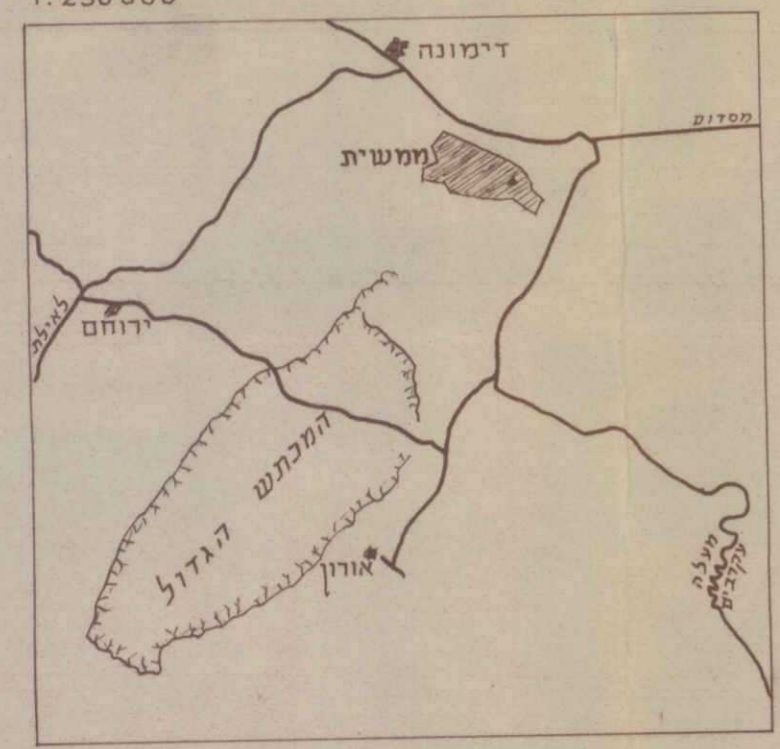 דימונה
מסדום
ממשית
ירוחם
לאילת
המכתש הגדול
אורון
מעלה
עקרבים